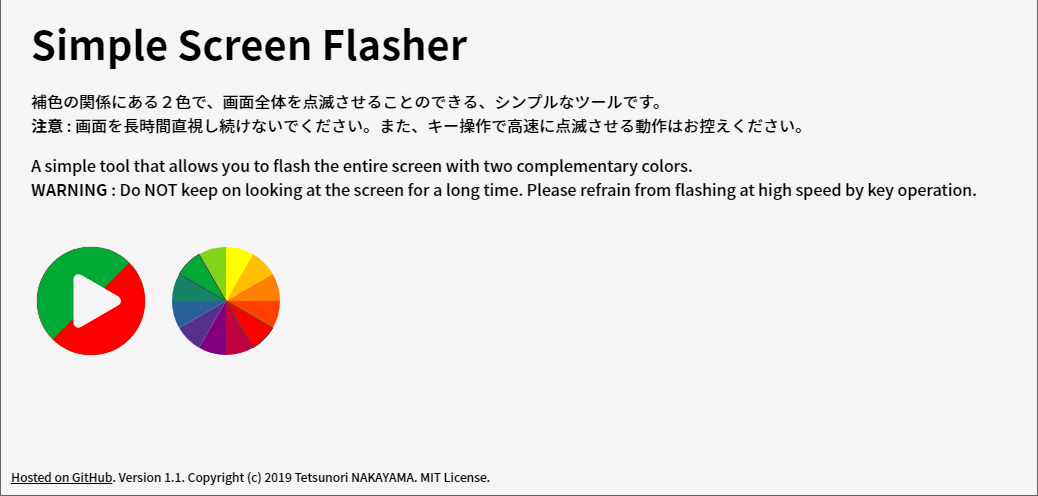 Simple Screen Flasher
補色の関係にある２色で、画面全体を点滅させることのできる、シンプルなツールです。
注意 : 画面を長時間直視し続けないでください。また、キー操作で高速に点滅させる動作はお控えください。
A simple tool that allows you to flash the entire screen with two complementary colors.
WARNING : Do NOT keep on looking at the screen for a long time. Please refrain from flashing at high speed by key operation.
Hosted on GitHub. Version 1.1. Copyright (c) 2019 Tetsunori NAKAYAMA. MIT License.